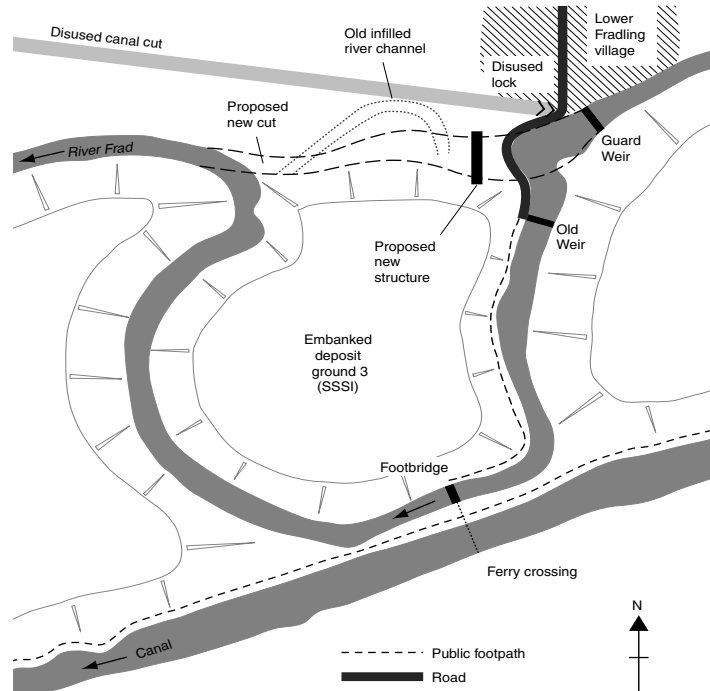 Disused canal cut
Old infilled
river channel
Lower
Fradling
village
Disused
lock
Proposed
new cut
River Frad
Guard
Weir
Old
Weir
Proposed
new
structure
Embanked
deposit
ground 3
(SSSI)
Footbridge
Ferry crossing
N
Canal
Public footpath
Road